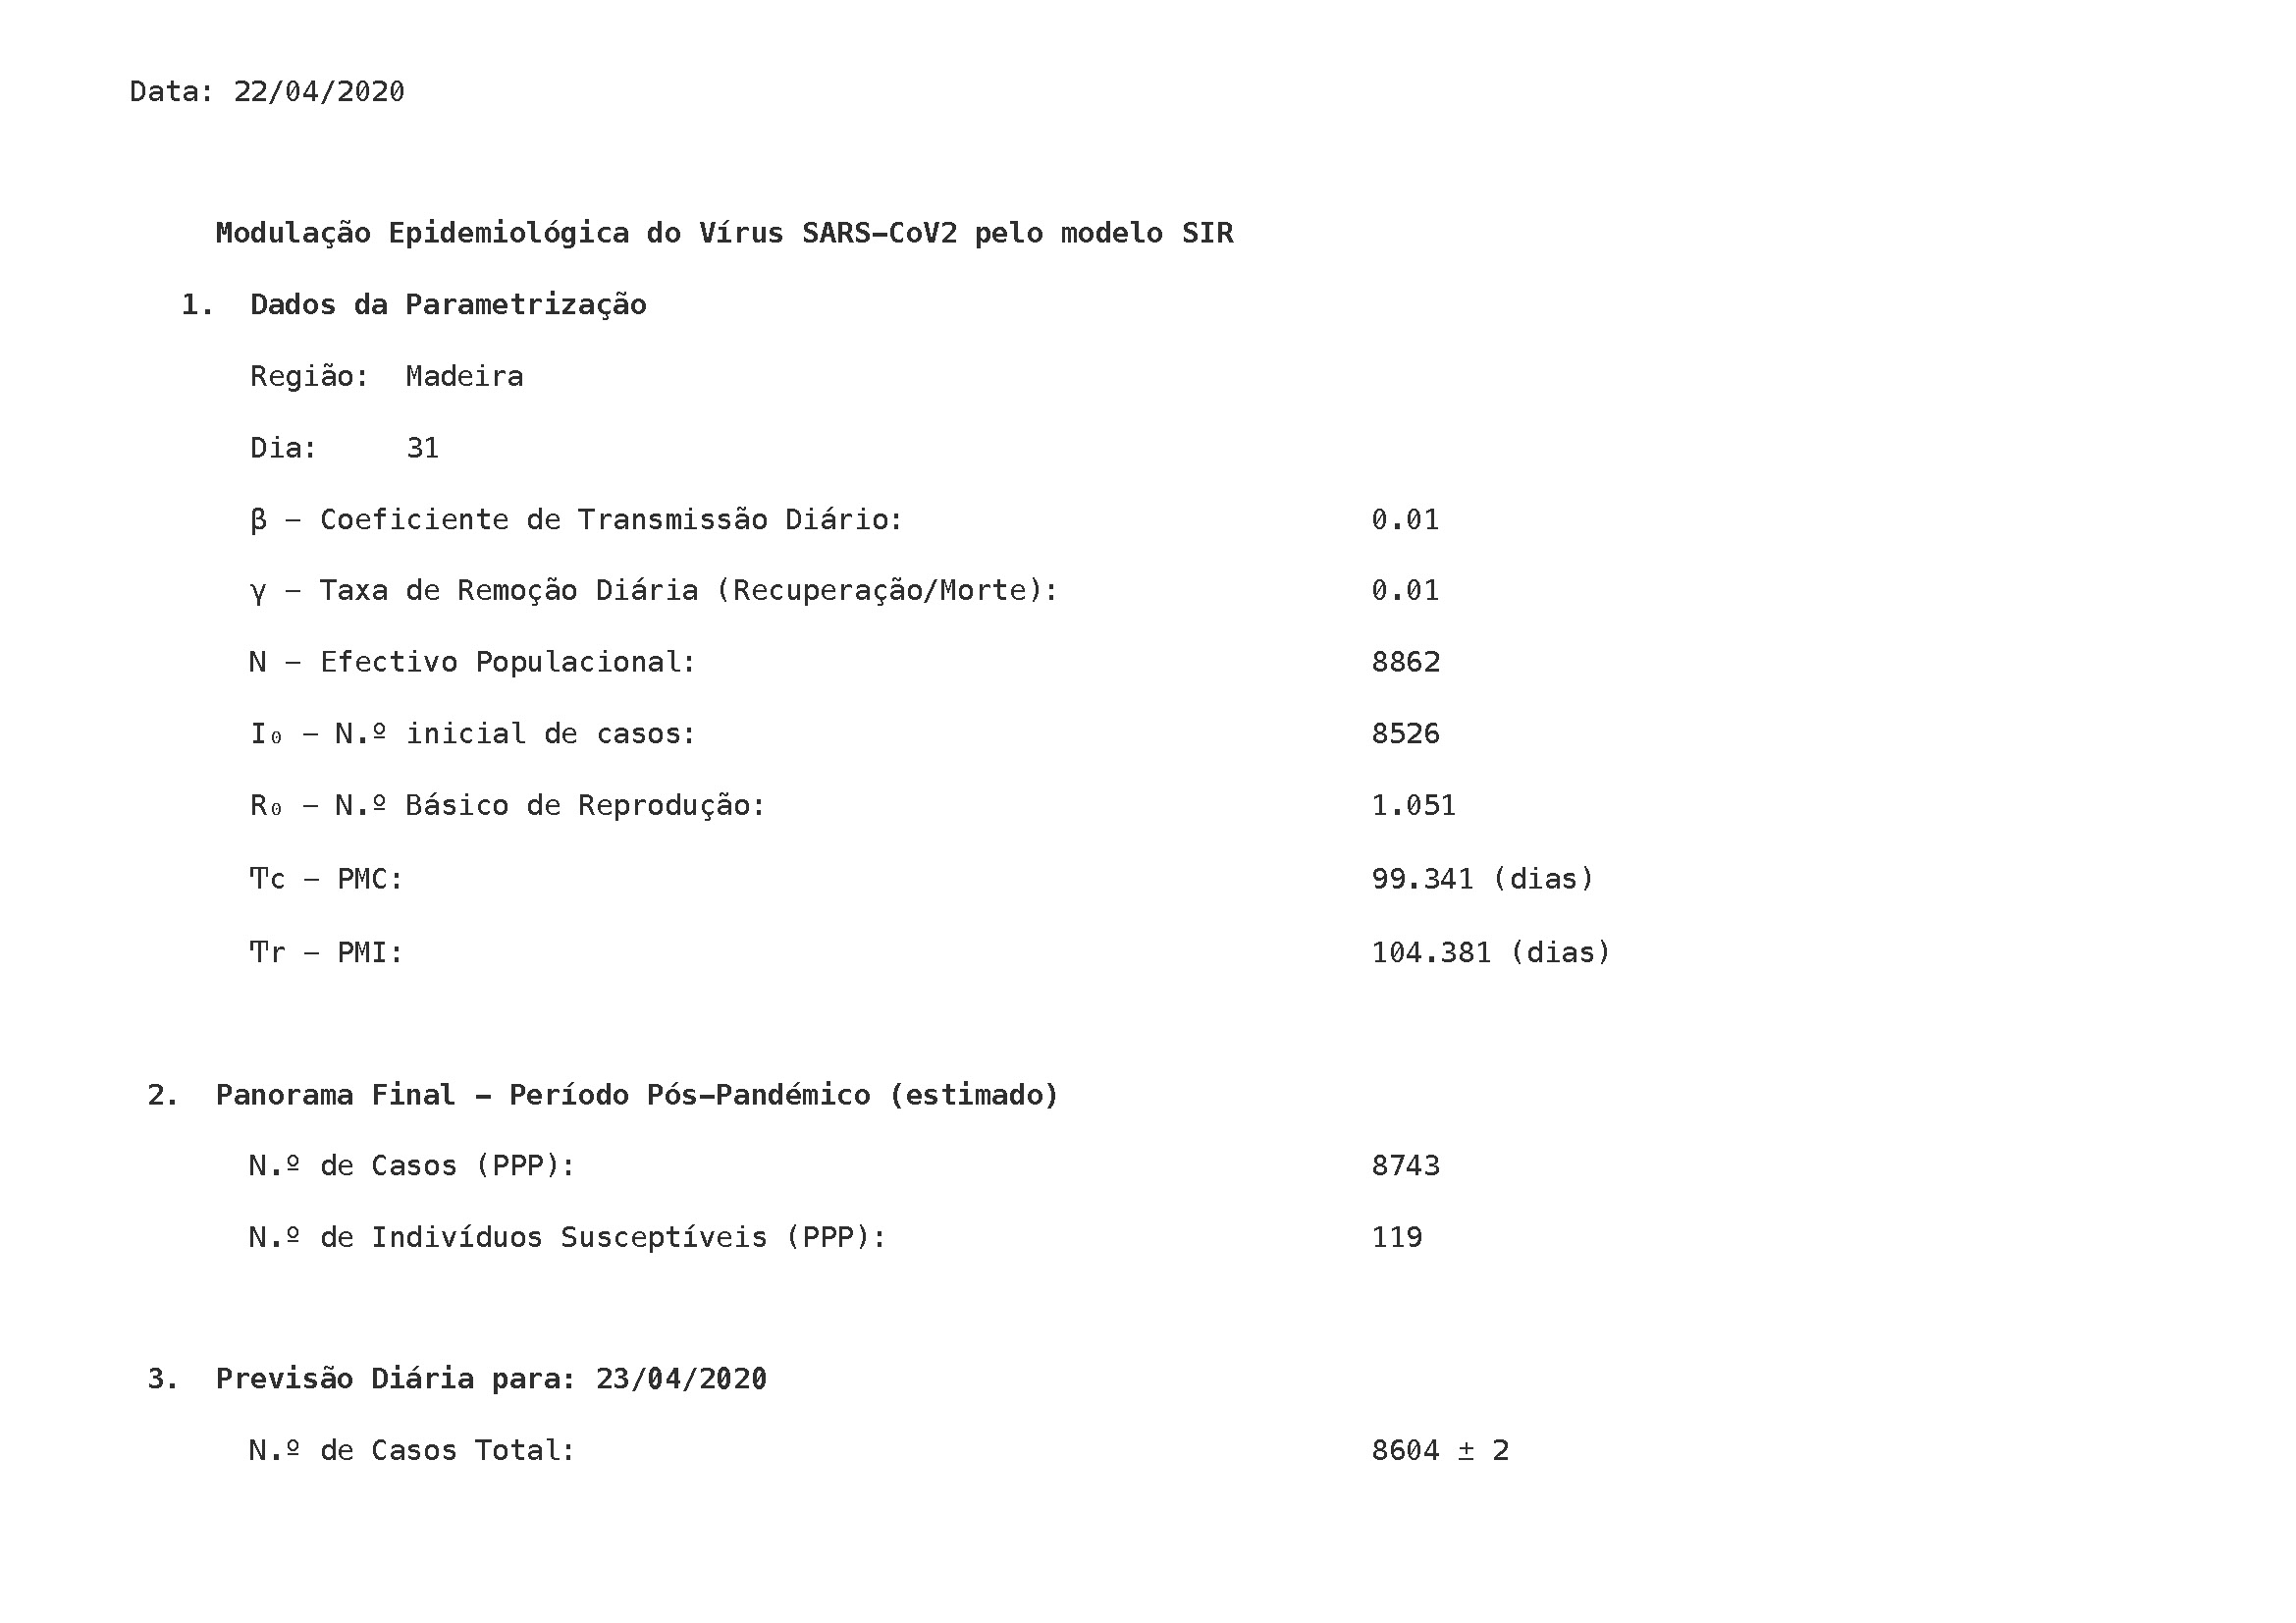 Data: 22/04/2020
Modulação Epidemiológica do Vírus SARS-CoV2 pelo modelo SIR
1. Dados da Parametrização
Região: Madeira
Dia: 31
β – Coeficiente de Transmissão Diário: 0.01
γ – Taxa de Remoção Diária (Recuperação/Morte): 0.01
N – Efectivo Populacional: 8862
I₀ – N.º inicial de casos: 8526
R₀ – N.º Básico de Reprodução: 1.051
Ƭc – PMC: 99.341 (dias)
Ƭr – PMI: 104.381 (dias)
2. Panorama Final – Período Pós-Pandémico (estimado)
N.º de Casos (PPP): 8743
N.º de Indivíduos Susceptíveis (PPP): 119
3. Previsão Diária para: 23/04/2020
N.º de Casos Total: 8604 ± 2